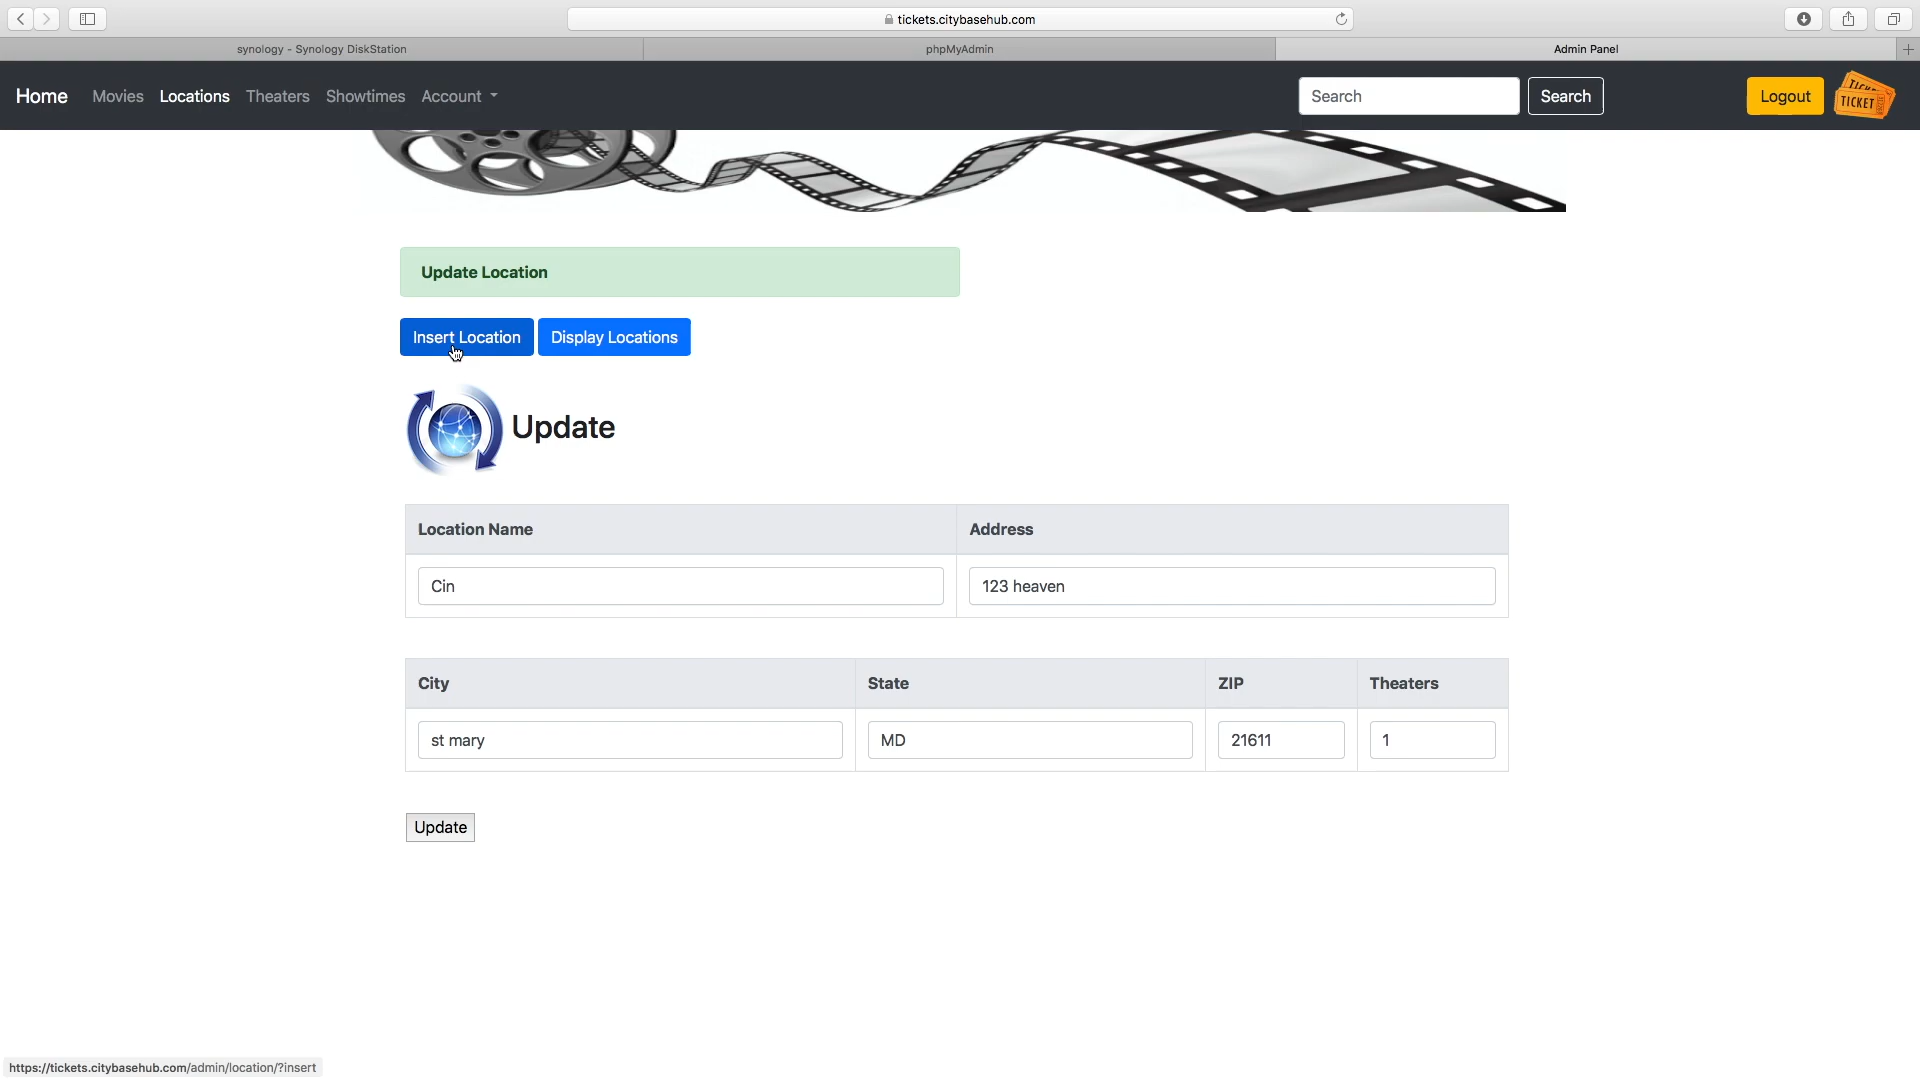 tickets.citybasehub.com
synology - Synology DiskStation
phpMyAdmin
Admin Panel
Home Movies Locations Theaters Showtimes Account Search Search Logout TICKET
Update Location
Insert Location Display Locations
Update
Location Name Address
Cin 123 heaven
City State ZIP Theaters
st mary MD 21611 1
Update
https://tickets.citybasehub.com/admin/location/?insert